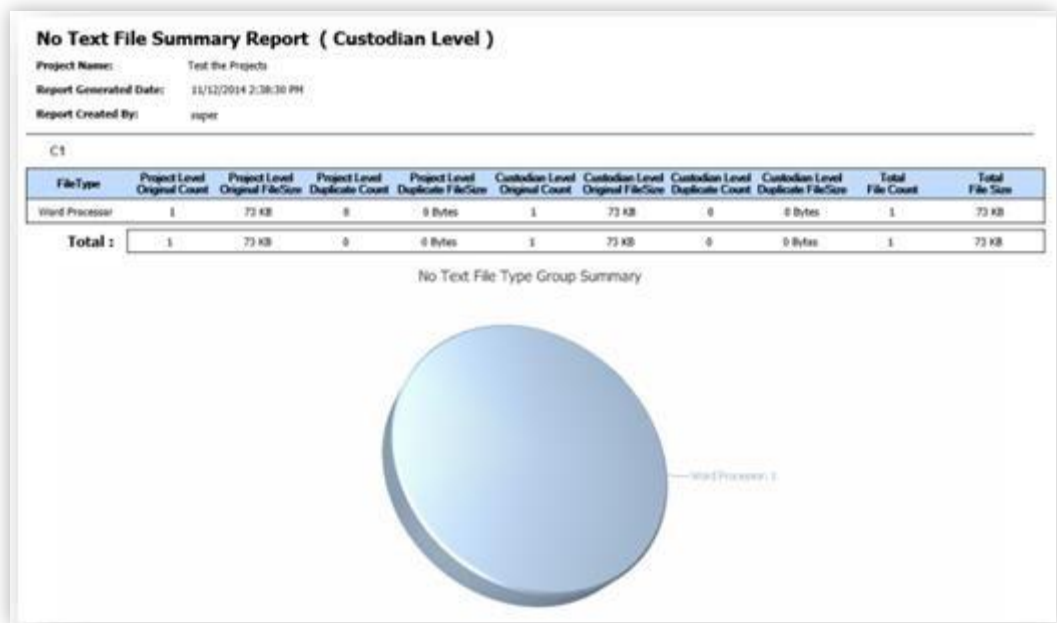 No Text File Summary Report ( Custodian Level )
Project Name: Test the Projects
Report Generated Date: 11/12/2014 2:38:30 PM
Report Created By: super
C1
FileType Project Level Original Count Project Level Original FileSize Project Level Duplicate Count Project Level Duplicate FileSize Custodian Level Original Count Custodian Level Original FileSize Custodian Level Duplicate Count Custodian Level Duplicate FileSize Total File Count Total File Size
Word Processor 1 73 KB 0 0 Bytes 1 73 KB 0 0 Bytes 1 73 KB
Total : 1 73 KB 0 0 Bytes 1 73 KB 0 0 Bytes 1 73 KB
No Text File Type Group Summary
Word Processor: 1